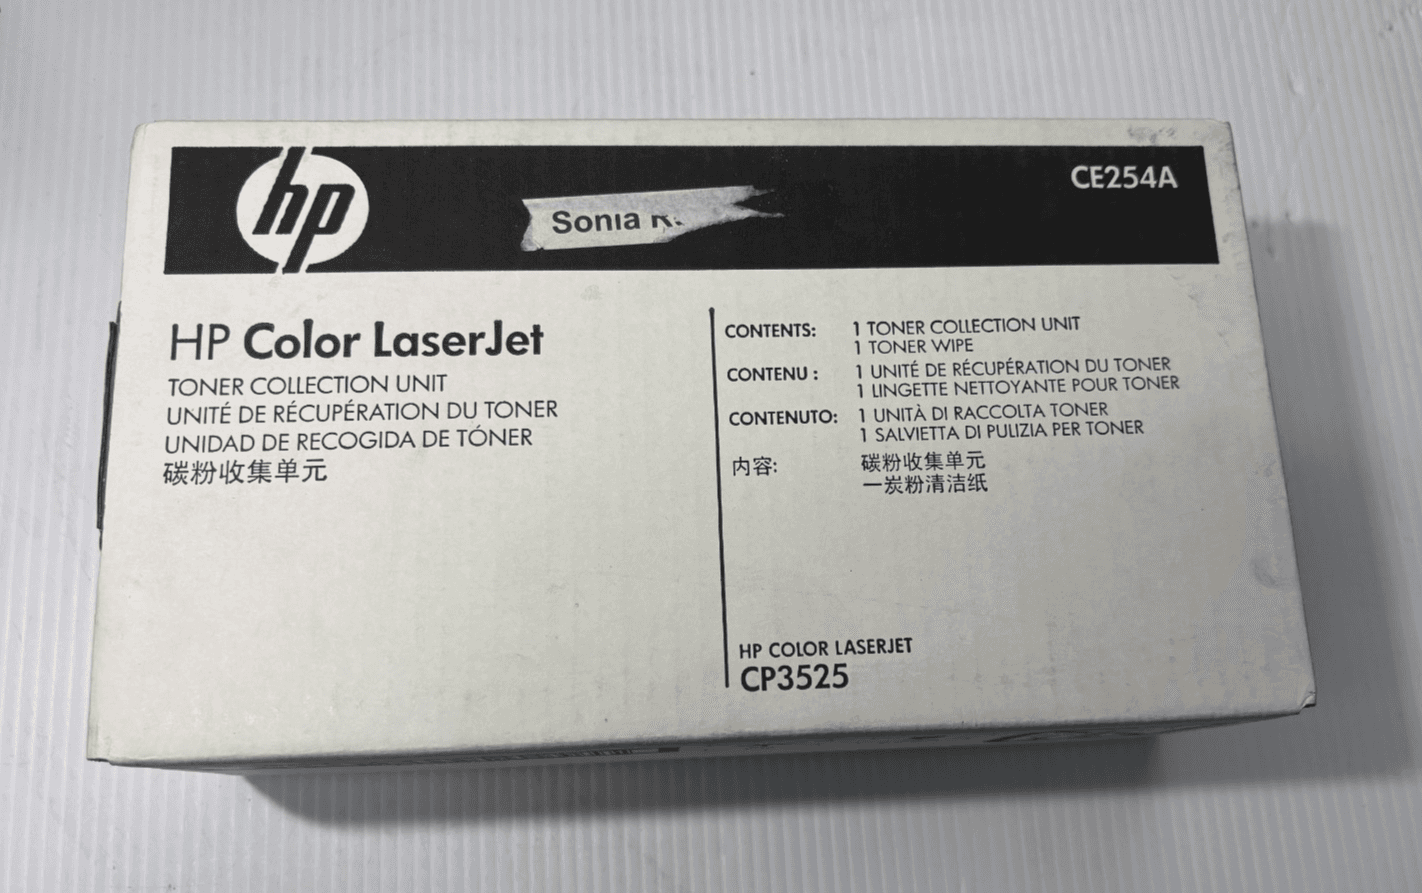 hp
CE254A
Sonia
HP Color LaserJet
TONER COLLECTION UNIT
UNITÉ DE RÉCUPÉRATION DU TONER
UNIDAD DE RECOGIDA DE TÓNER
碳粉收集单元
CONTENTS: 1 TONER COLLECTION UNIT
1 TONER WIPE
CONTENU : 1 UNITÉ DE RÉCUPÉRATION DU TONER
1 LINGETTE NETTOYANTE POUR TONER
CONTENUTO: 1 UNITÀ DI RACCOLTA TONER
1 SALVIETTA DI PULIZIA PER TONER
内容: 碳粉收集单元
一炭粉清洁纸
HP COLOR LASERJET
CP3525